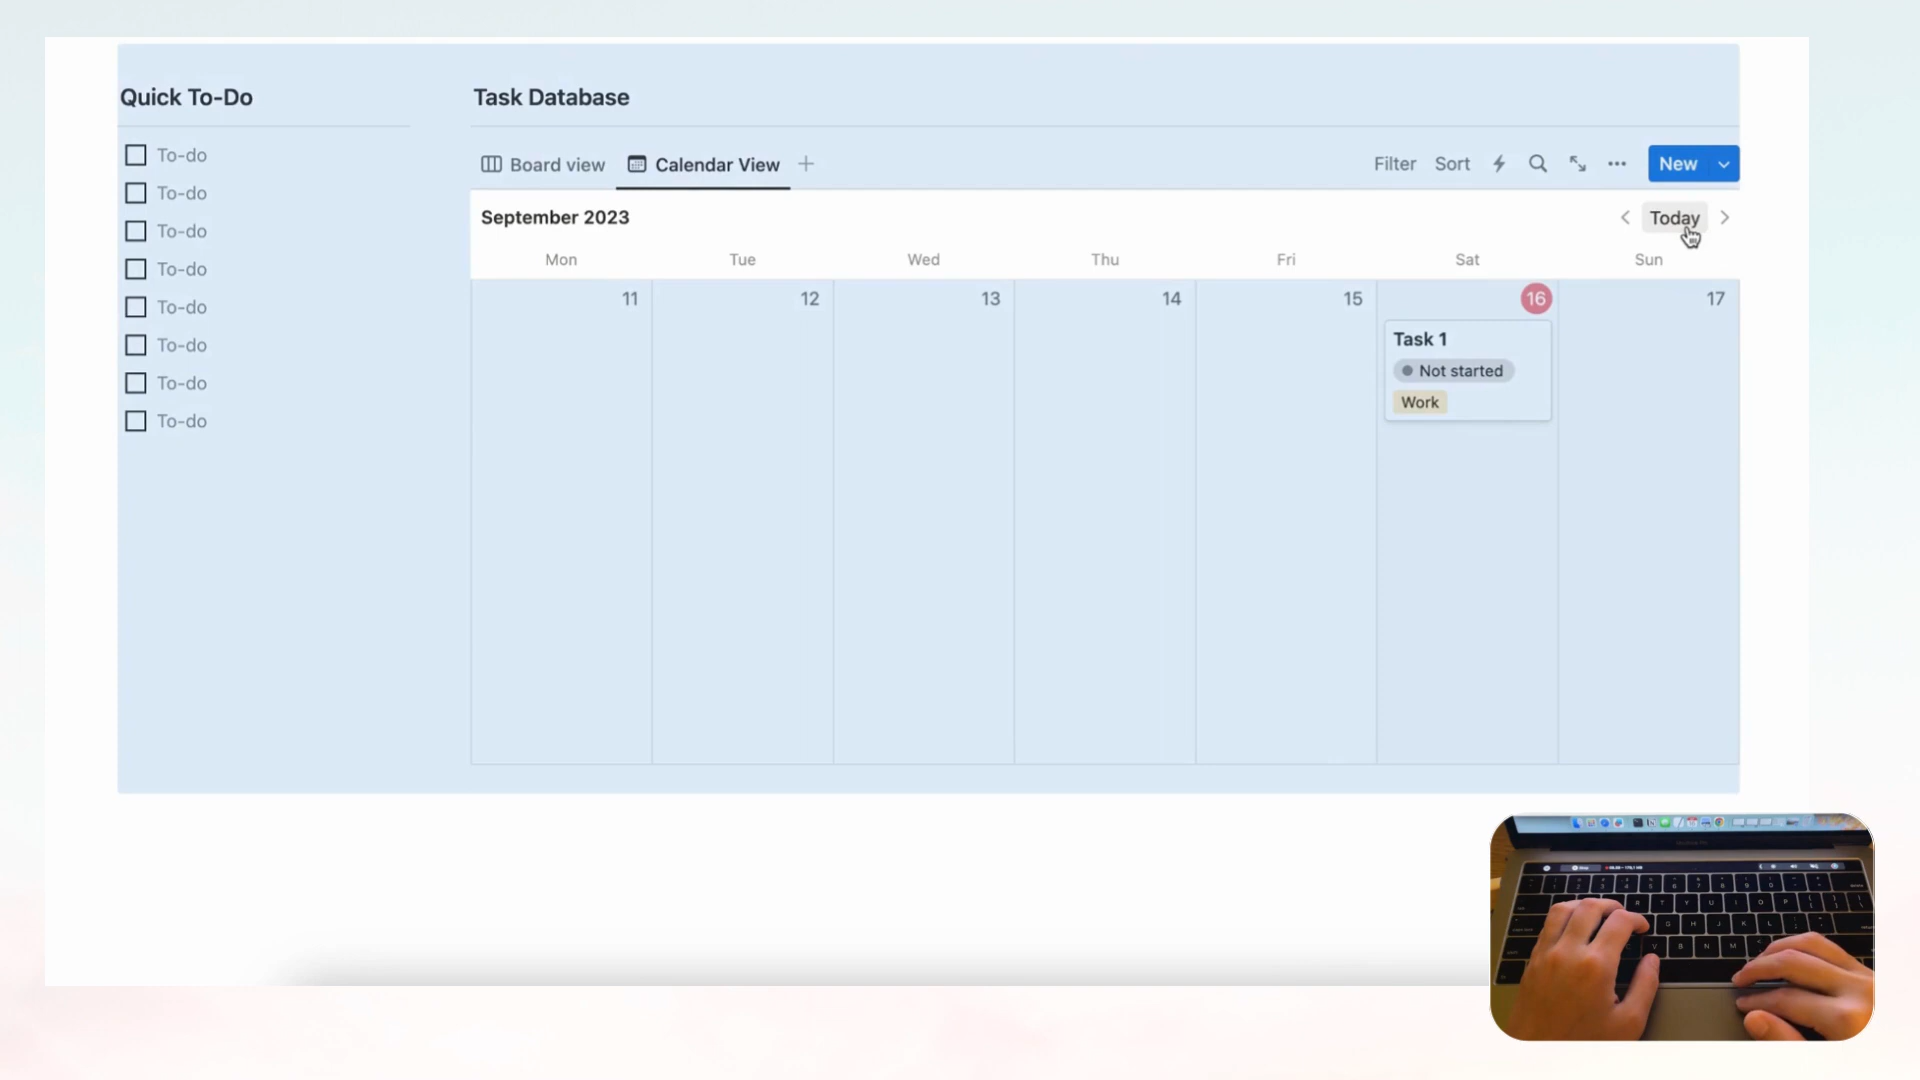 Quick To-Do
To-do
To-do
To-do
To-do
To-do
To-do
To-do
To-do
Task Database
Board view Calendar View
Filter Sort New
September 2023
Today
Mon Tue Wed Thu Fri Sat Sun
11 12 13 14 15 16 17
Task 1
Not started
Work